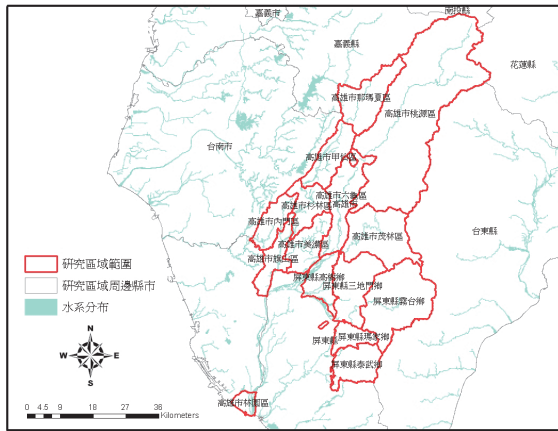 南投縣
嘉義市
嘉義縣
花蓮縣
高雄市那瑪夏區
高雄市桃源區
台南市
高雄市甲仙區
高雄市六龜區
高雄市杉林區
高雄市
高雄市內門區
台東縣
高雄市美濃區
高雄市茂林區
高雄市旗山區
研究區域範圍
屏東縣高樹鄉
研究區域周邊縣市
屏東縣三地門鄉
屏東縣霧台鄉
水系分布
屏東縣
屏東縣瑪家鄉
屏東縣泰武鄉
N
W E
S
高雄市林園區
0 4.5 9 18 27 36
Kilometers